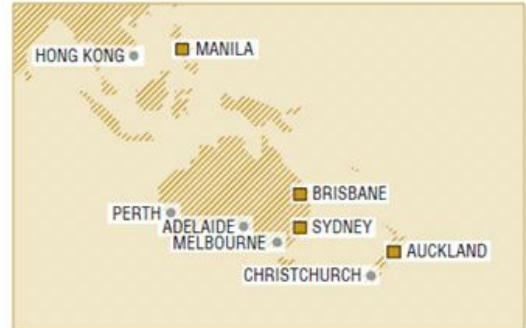 HONG KONG
MANILA
BRISBANE
PERTH
ADELAIDE
SYDNEY
MELBOURNE
AUCKLAND
CHRISTCHURCH